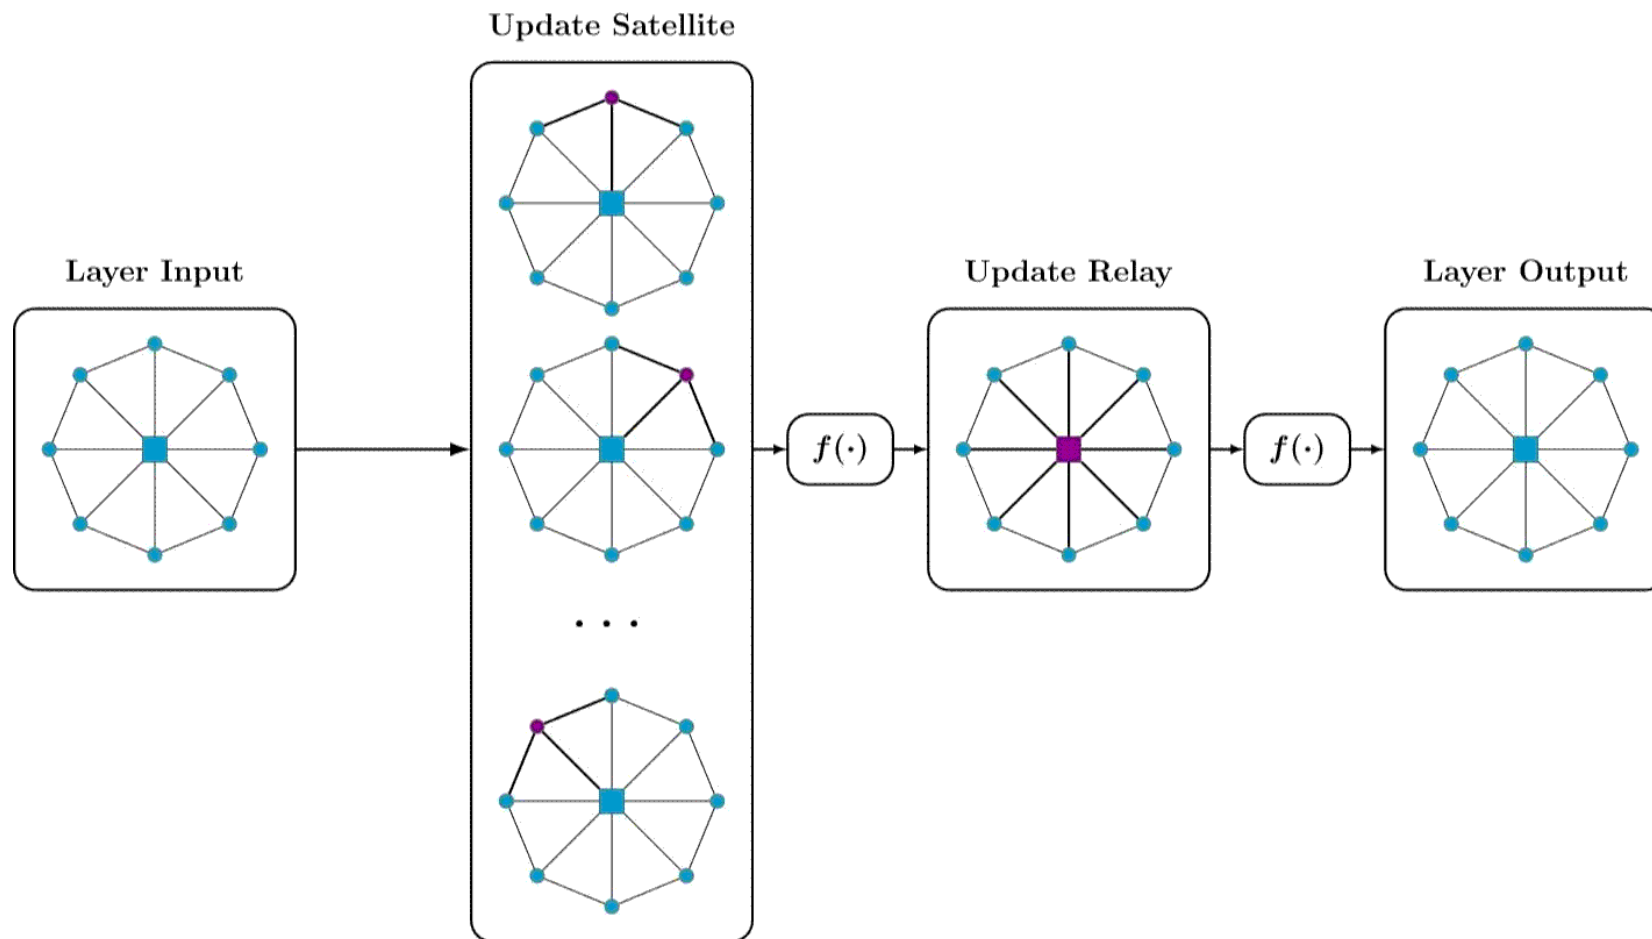 Update Satellite
Layer Input
Update Relay
Layer Output
f(·)
f(·)
. . .